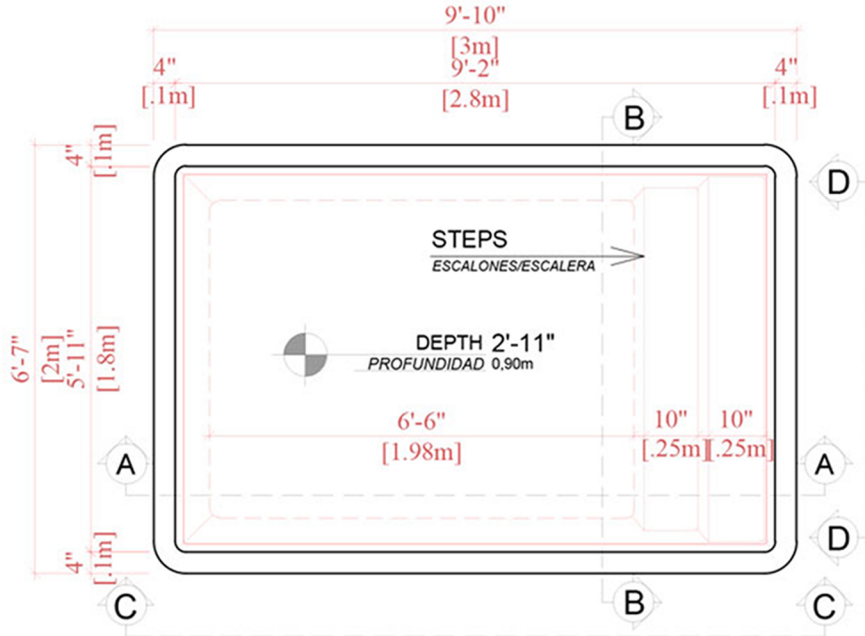 9'-10"
[3m]
4"
9'-2"
4"
[.1m]
[2.8m]
[.1m]
B
4"
[.1m]
D
STEPS
ESCALONES/ESCALERA
6'-7"
[2m]
5'-11"
[1.8m]
DEPTH 2'-11"
PROFUNDIDAD 0,90m
6'-6"
10"
10"
[1.98m]
[.25m]
[.25m]
A
A
D
4"
[.1m]
C
B
C